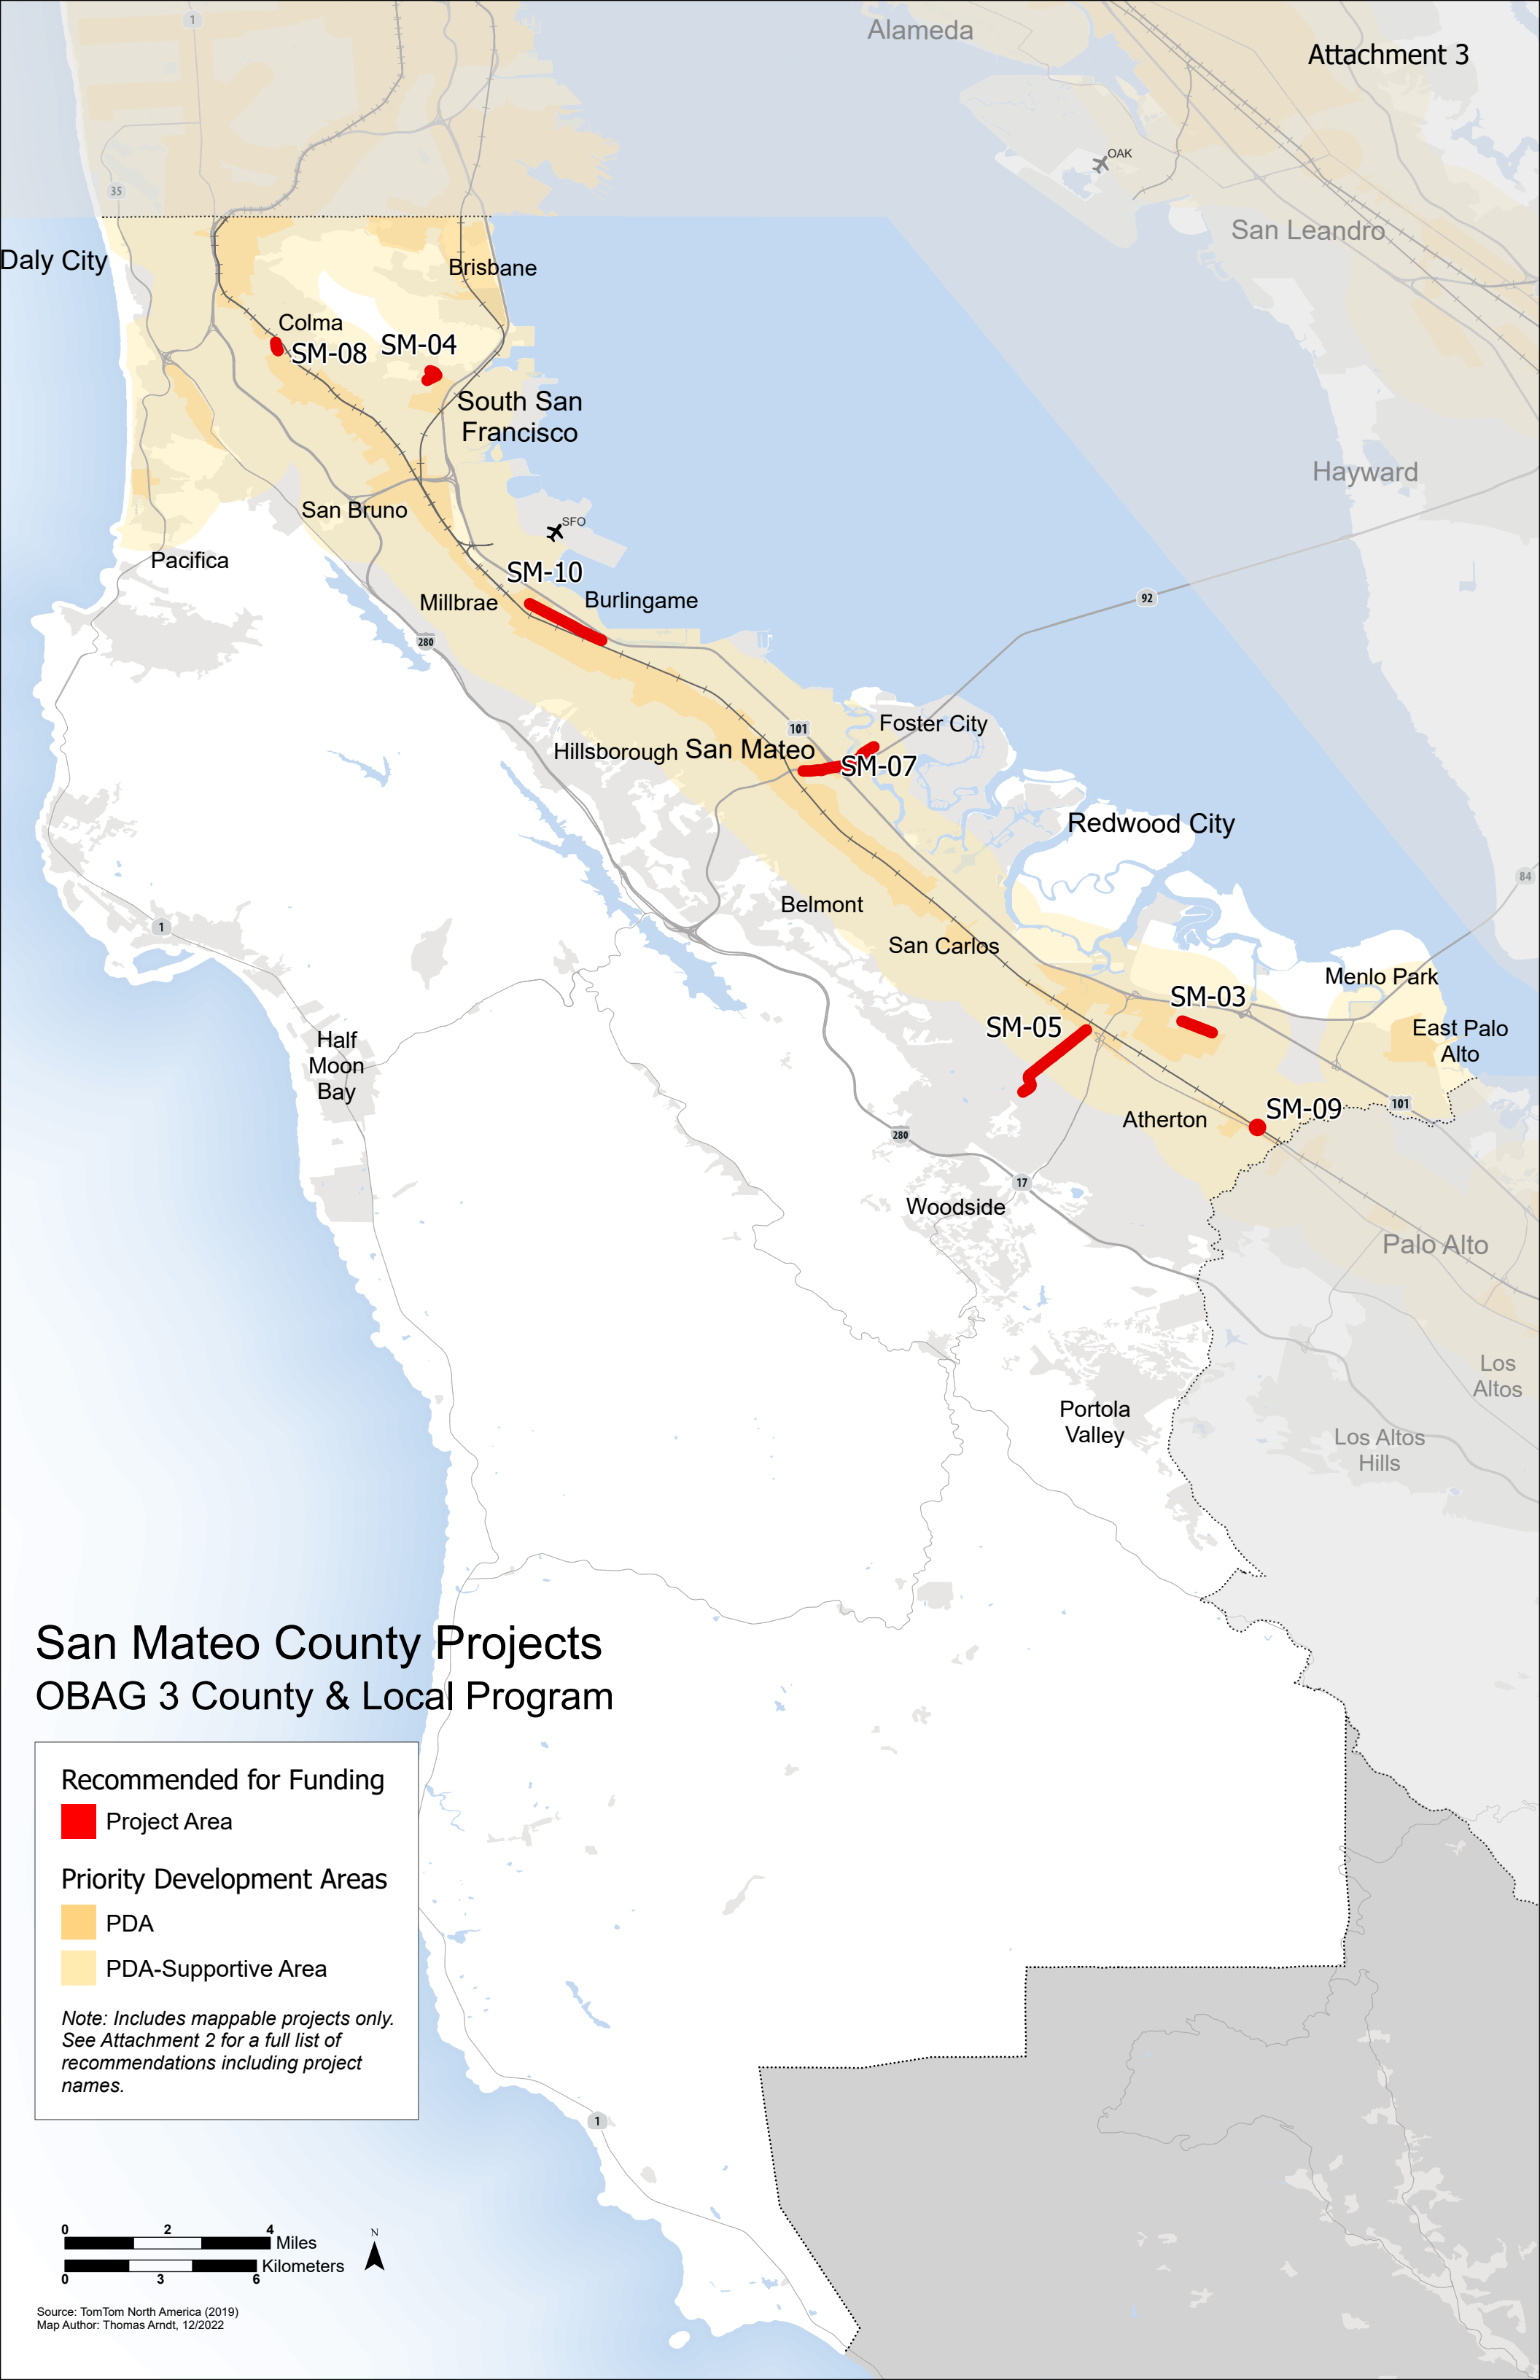 1
Alameda
Attachment 3
OAK
35
San Leandro
Daly City
Brisbane
Colma
SM-08
SM-04
South San
Francisco
Hayward
San Bruno
SFO
Pacifica
SM-10
Millbrae
Burlingame
92
280
Foster City
101
Hillsborough
San Mateo
SM-07
Redwood City
84
Belmont
1
San Carlos
Menlo Park
SM-03
SM-05
East Palo
Alto
Half
Moon
Bay
101
SM-09
Atherton
280
17
Woodside
Palo Alto
Los
Altos
Portola
Valley
Los Altos
Hills
San Mateo County Projects
OBAG 3 County & Local Program
Recommended for Funding
Project Area
Priority Development Areas
PDA
PDA-Supportive Area
Note: Includes mappable projects only.
See Attachment 2 for a full list of
recommendations including project
names.
1
0 2 4
Miles
N
Kilometers
0 3 6
Source: TomTom North America (2019)
Map Author: Thomas Arndt, 12/2022